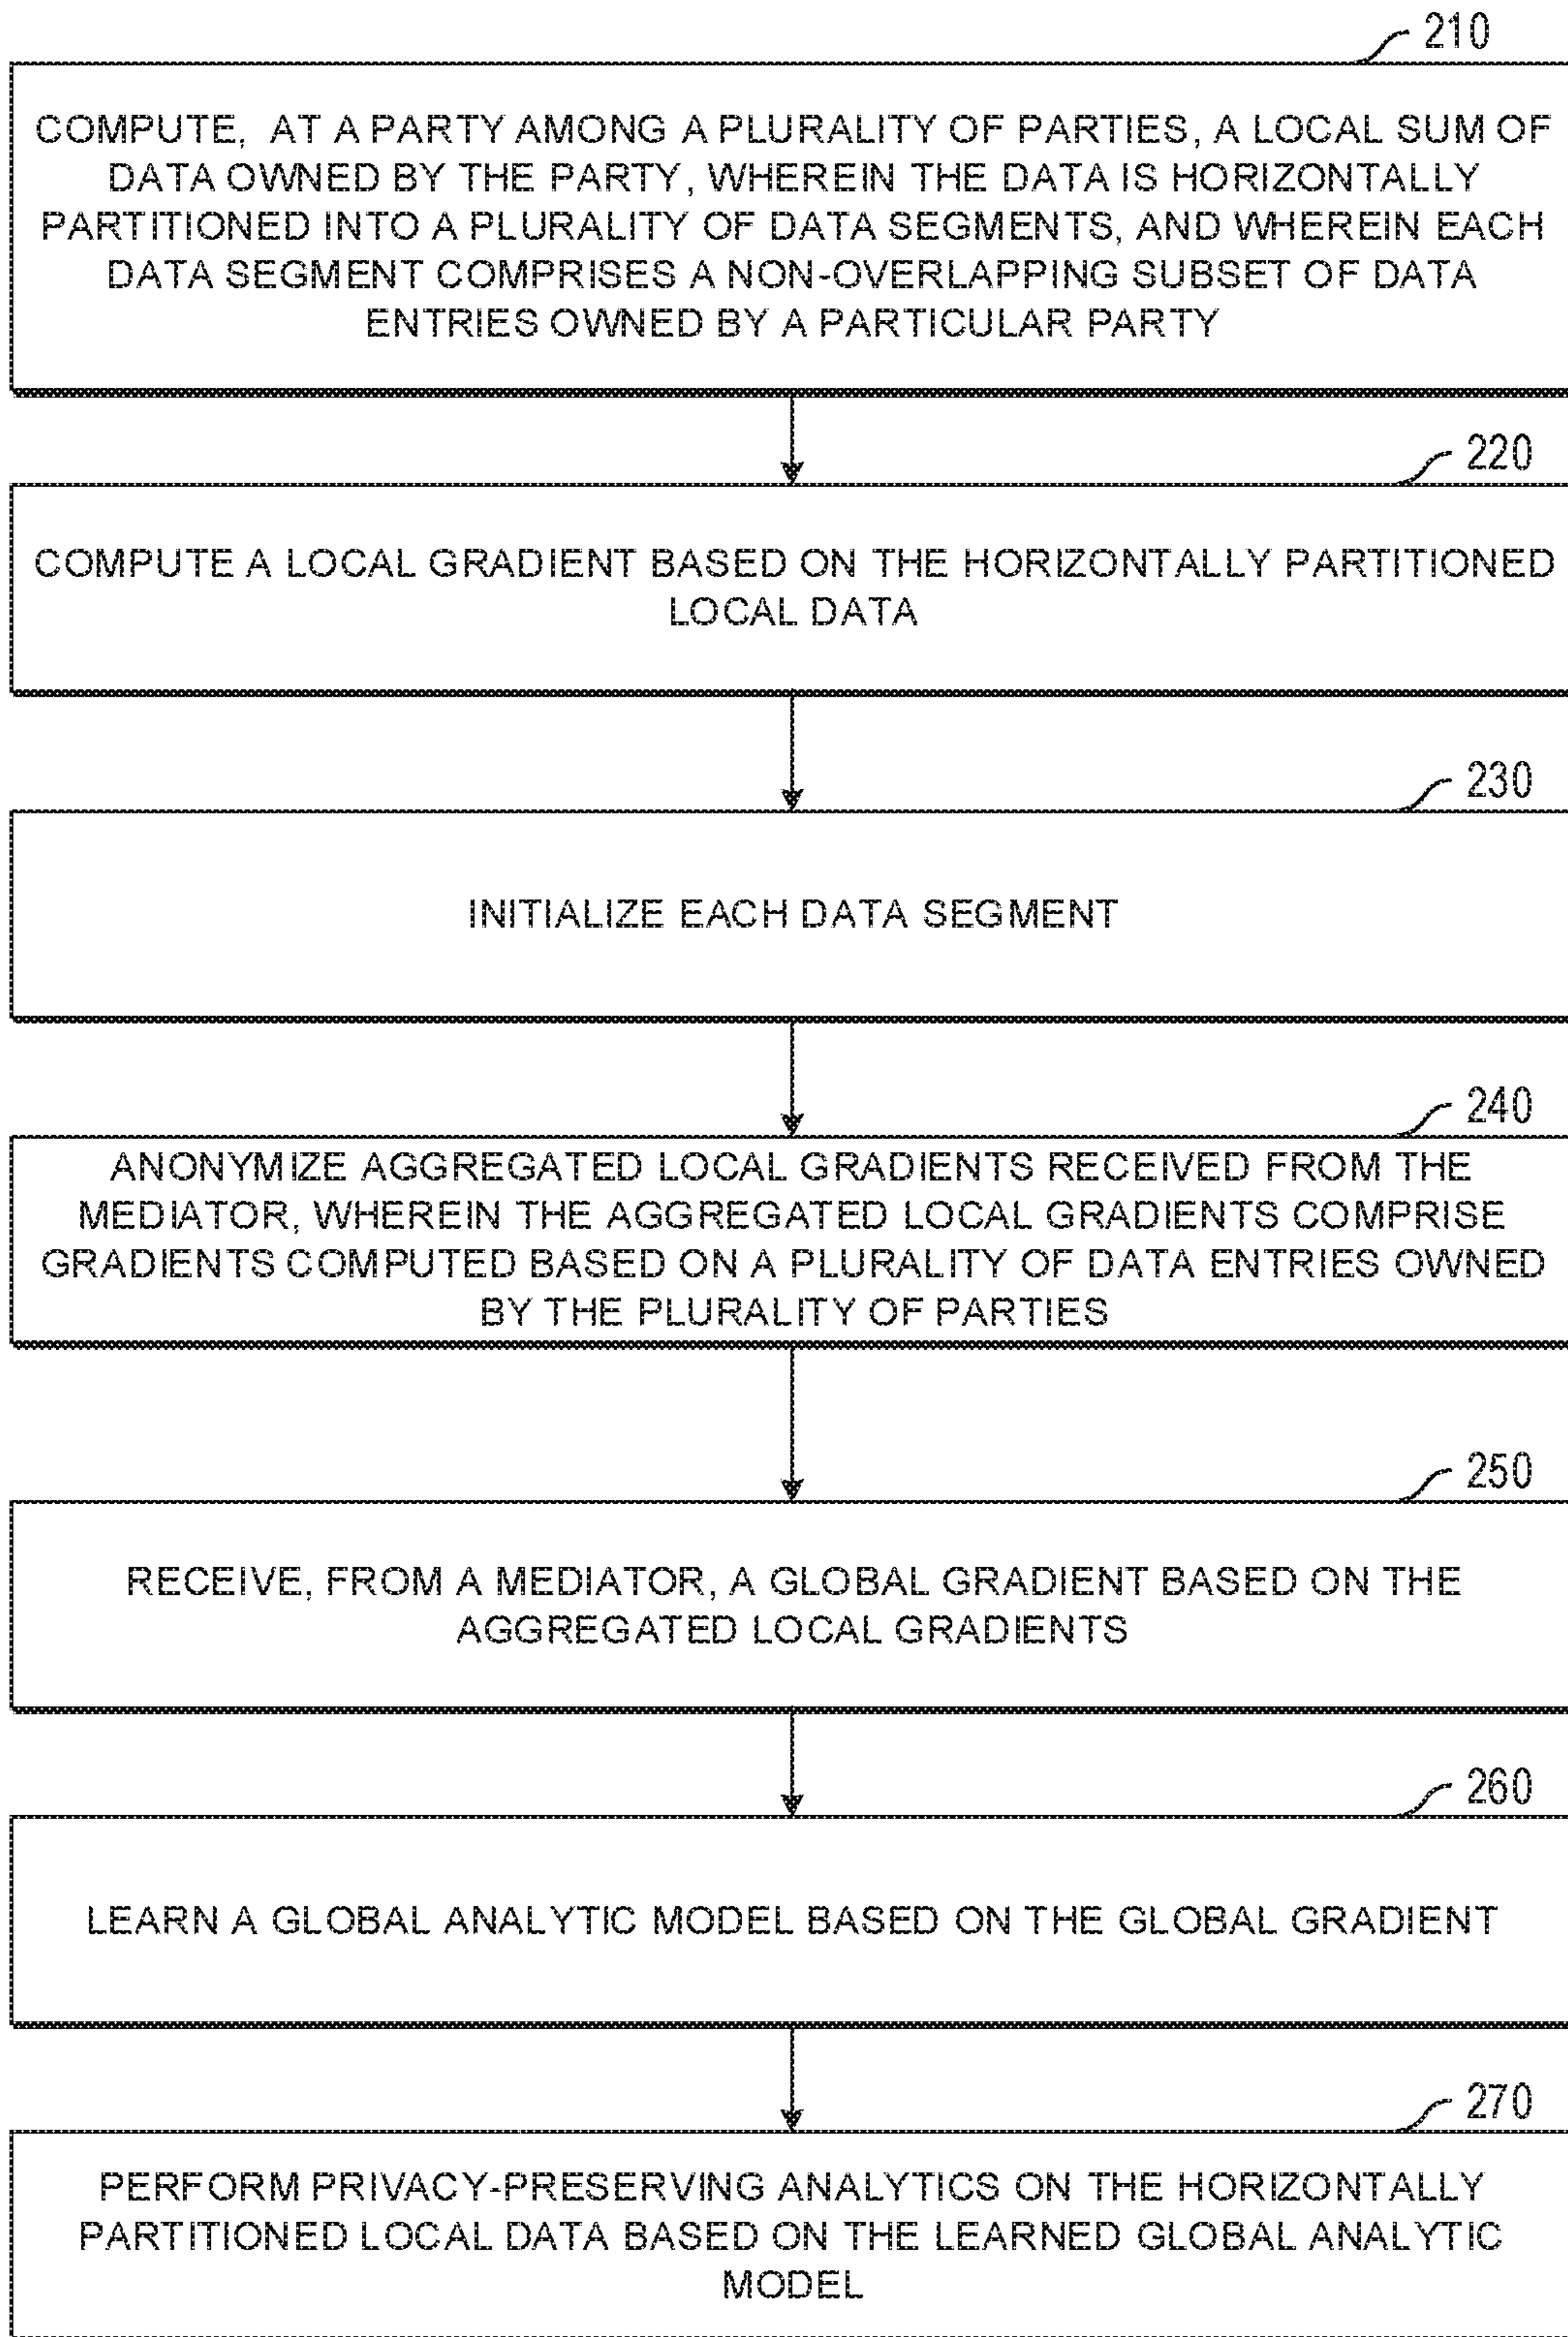 210
COMPUTE, AT A PARTY AMONG A PLURALITY OF PARTIES, A LOCAL SUM OF
DATA OWNED BY THE PARTY, WHEREIN THE DATA IS HORIZONTALLY
PARTITIONED INTO A PLURALITY OF DATA SEGMENTS, AND WHEREIN EACH
DATA SEGMENT COMPRISES A NON-OVERLAPPING SUBSET OF DATA
ENTRIES OWNED BY A PARTICULAR PARTY
220
COMPUTE A LOCAL GRADIENT BASED ON THE HORIZONTALLY PARTITIONED
LOCAL DATA
230
INITIALIZE EACH DATA SEGMENT
240
ANONYMIZE AGGREGATED LOCAL GRADIENTS RECEIVED FROM THE
MEDIATOR, WHEREIN THE AGGREGATED LOCAL GRADIENTS COMPRISE
GRADIENTS COMPUTED BASED ON A PLURALITY OF DATA ENTRIES OWNED
BY THE PLURALITY OF PARTIES
250
RECEIVE, FROM A MEDIATOR, A GLOBAL GRADIENT BASED ON THE
AGGREGATED LOCAL GRADIENTS
260
LEARN A GLOBAL ANALYTIC MODEL BASED ON THE GLOBAL GRADIENT
270
PERFORM PRIVACY-PRESERVING ANALYTICS ON THE HORIZONTALLY
PARTITIONED LOCAL DATA BASED ON THE LEARNED GLOBAL ANALYTIC
MODEL